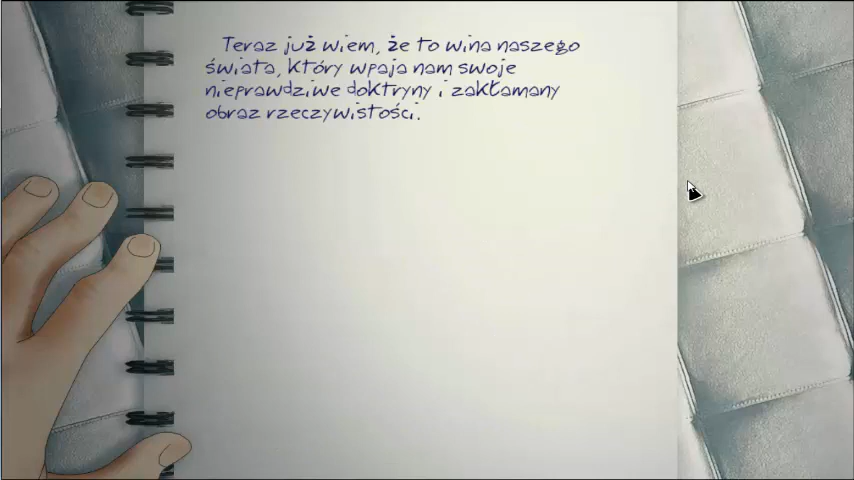 Teraz już wiem, że to wina naszego
świata, który wpaja nam swoje
nieprawdziwe doktryny i zakłamany
obraz rzeczywistości.